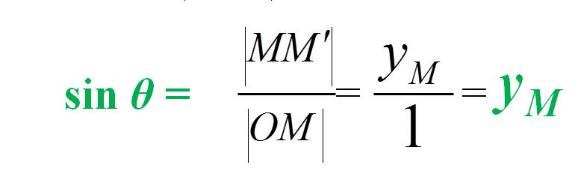 sin θ = |MM'| / |OM| = y_M / 1 = y_M